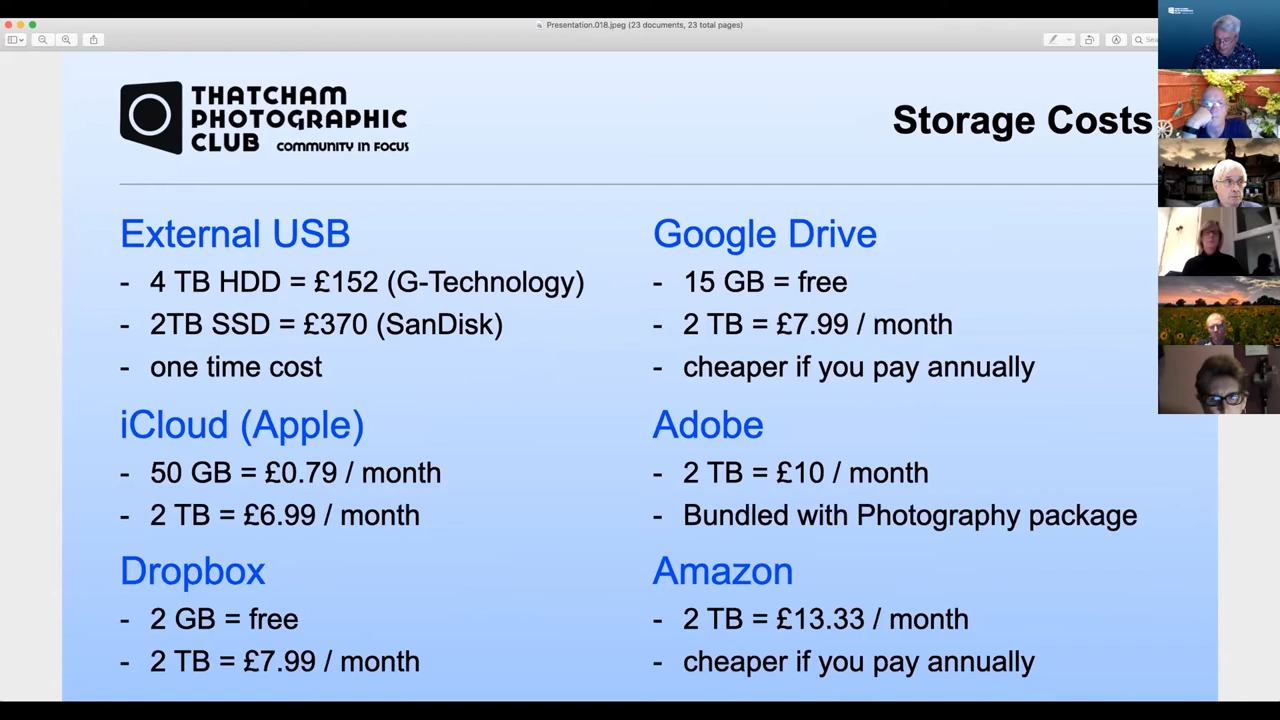 Presentation.018.jpeg (23 documents, 23 total pages)
THATCHAM
PHOTOGRAPHIC
CLUB COMMUNITY IN FOCUS
Storage Costs
External USB
- 4 TB HDD = £152 (G-Technology)
- 2TB SSD = £370 (SanDisk)
- one time cost
iCloud (Apple)
- 50 GB = £0.79 / month
- 2 TB = £6.99 / month
Dropbox
- 2 GB = free
- 2 TB = £7.99 / month
Google Drive
- 15 GB = free
- 2 TB = £7.99 / month
- cheaper if you pay annually
Adobe
- 2 TB = £10 / month
- Bundled with Photography package
Amazon
- 2 TB = £13.33 / month
- cheaper if you pay annually